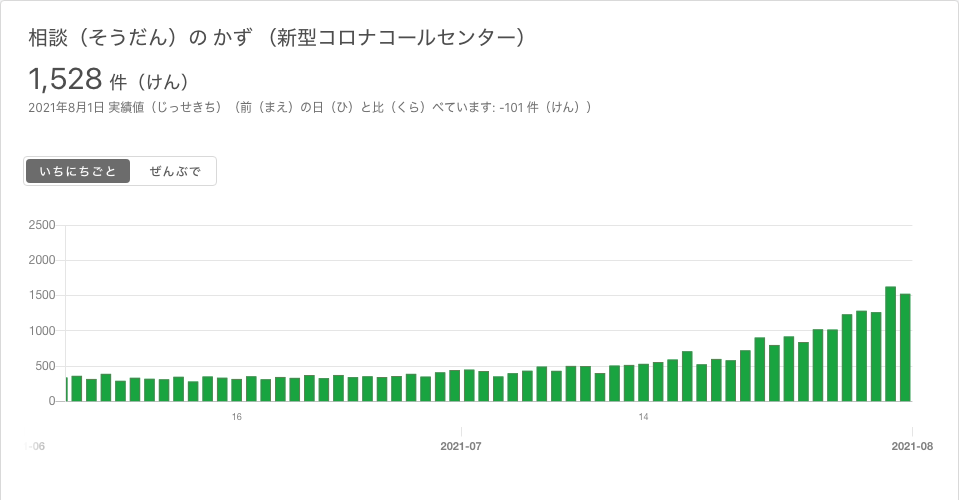 相談（そうだん）の かず （新型コロナコールセンター）
1,528 件（けん）
2021年8月1日 実績値（じっせきち）（前（まえ）の日（ひ）と比（くら）べています: -101 件（けん））
いちにちごと ぜんぶで
2500
2000
1500
1000
500
0
16 14
-06 2021-07 2021-08